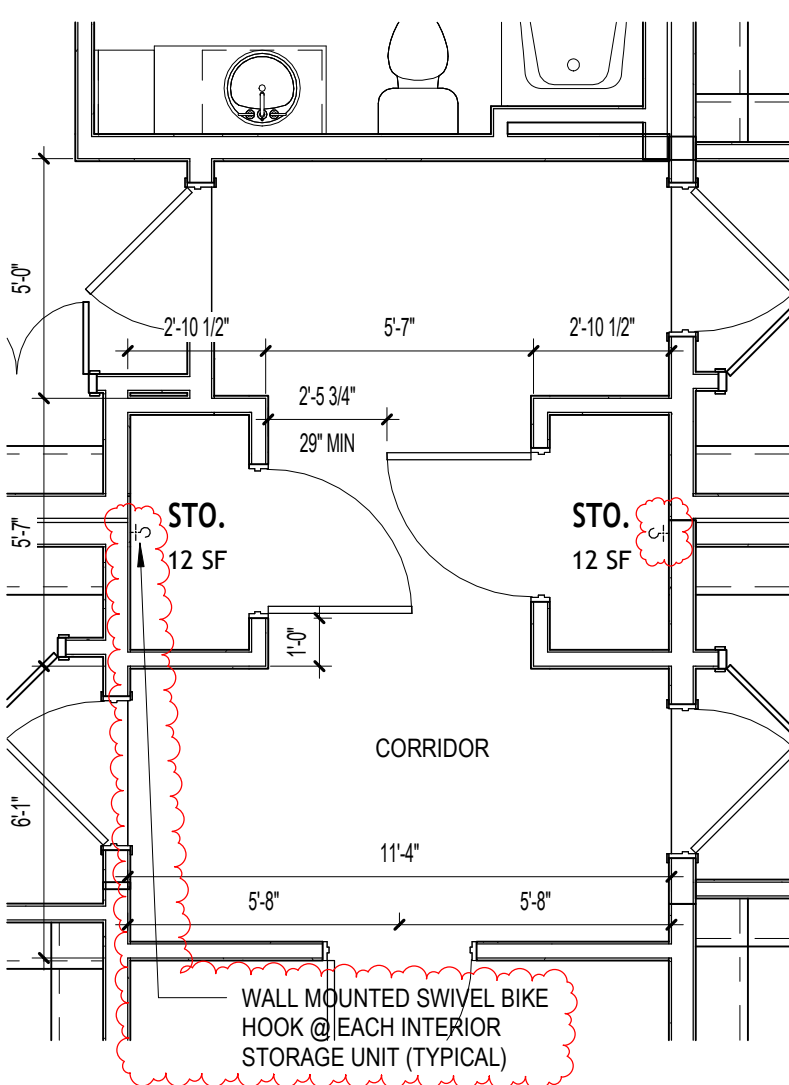 5'-0"
2'-10 1/2"
5'-7"
2'-10 1/2"
2'-5 3/4"
29" MIN
STO.
12 SF
STO.
12 SF
5'-7"
1'-0"
CORRIDOR
6'-1"
11'-4"
5'-8"
5'-8"
WALL MOUNTED SWIVEL BIKE
HOOK @ EACH INTERIOR
STORAGE UNIT (TYPICAL)